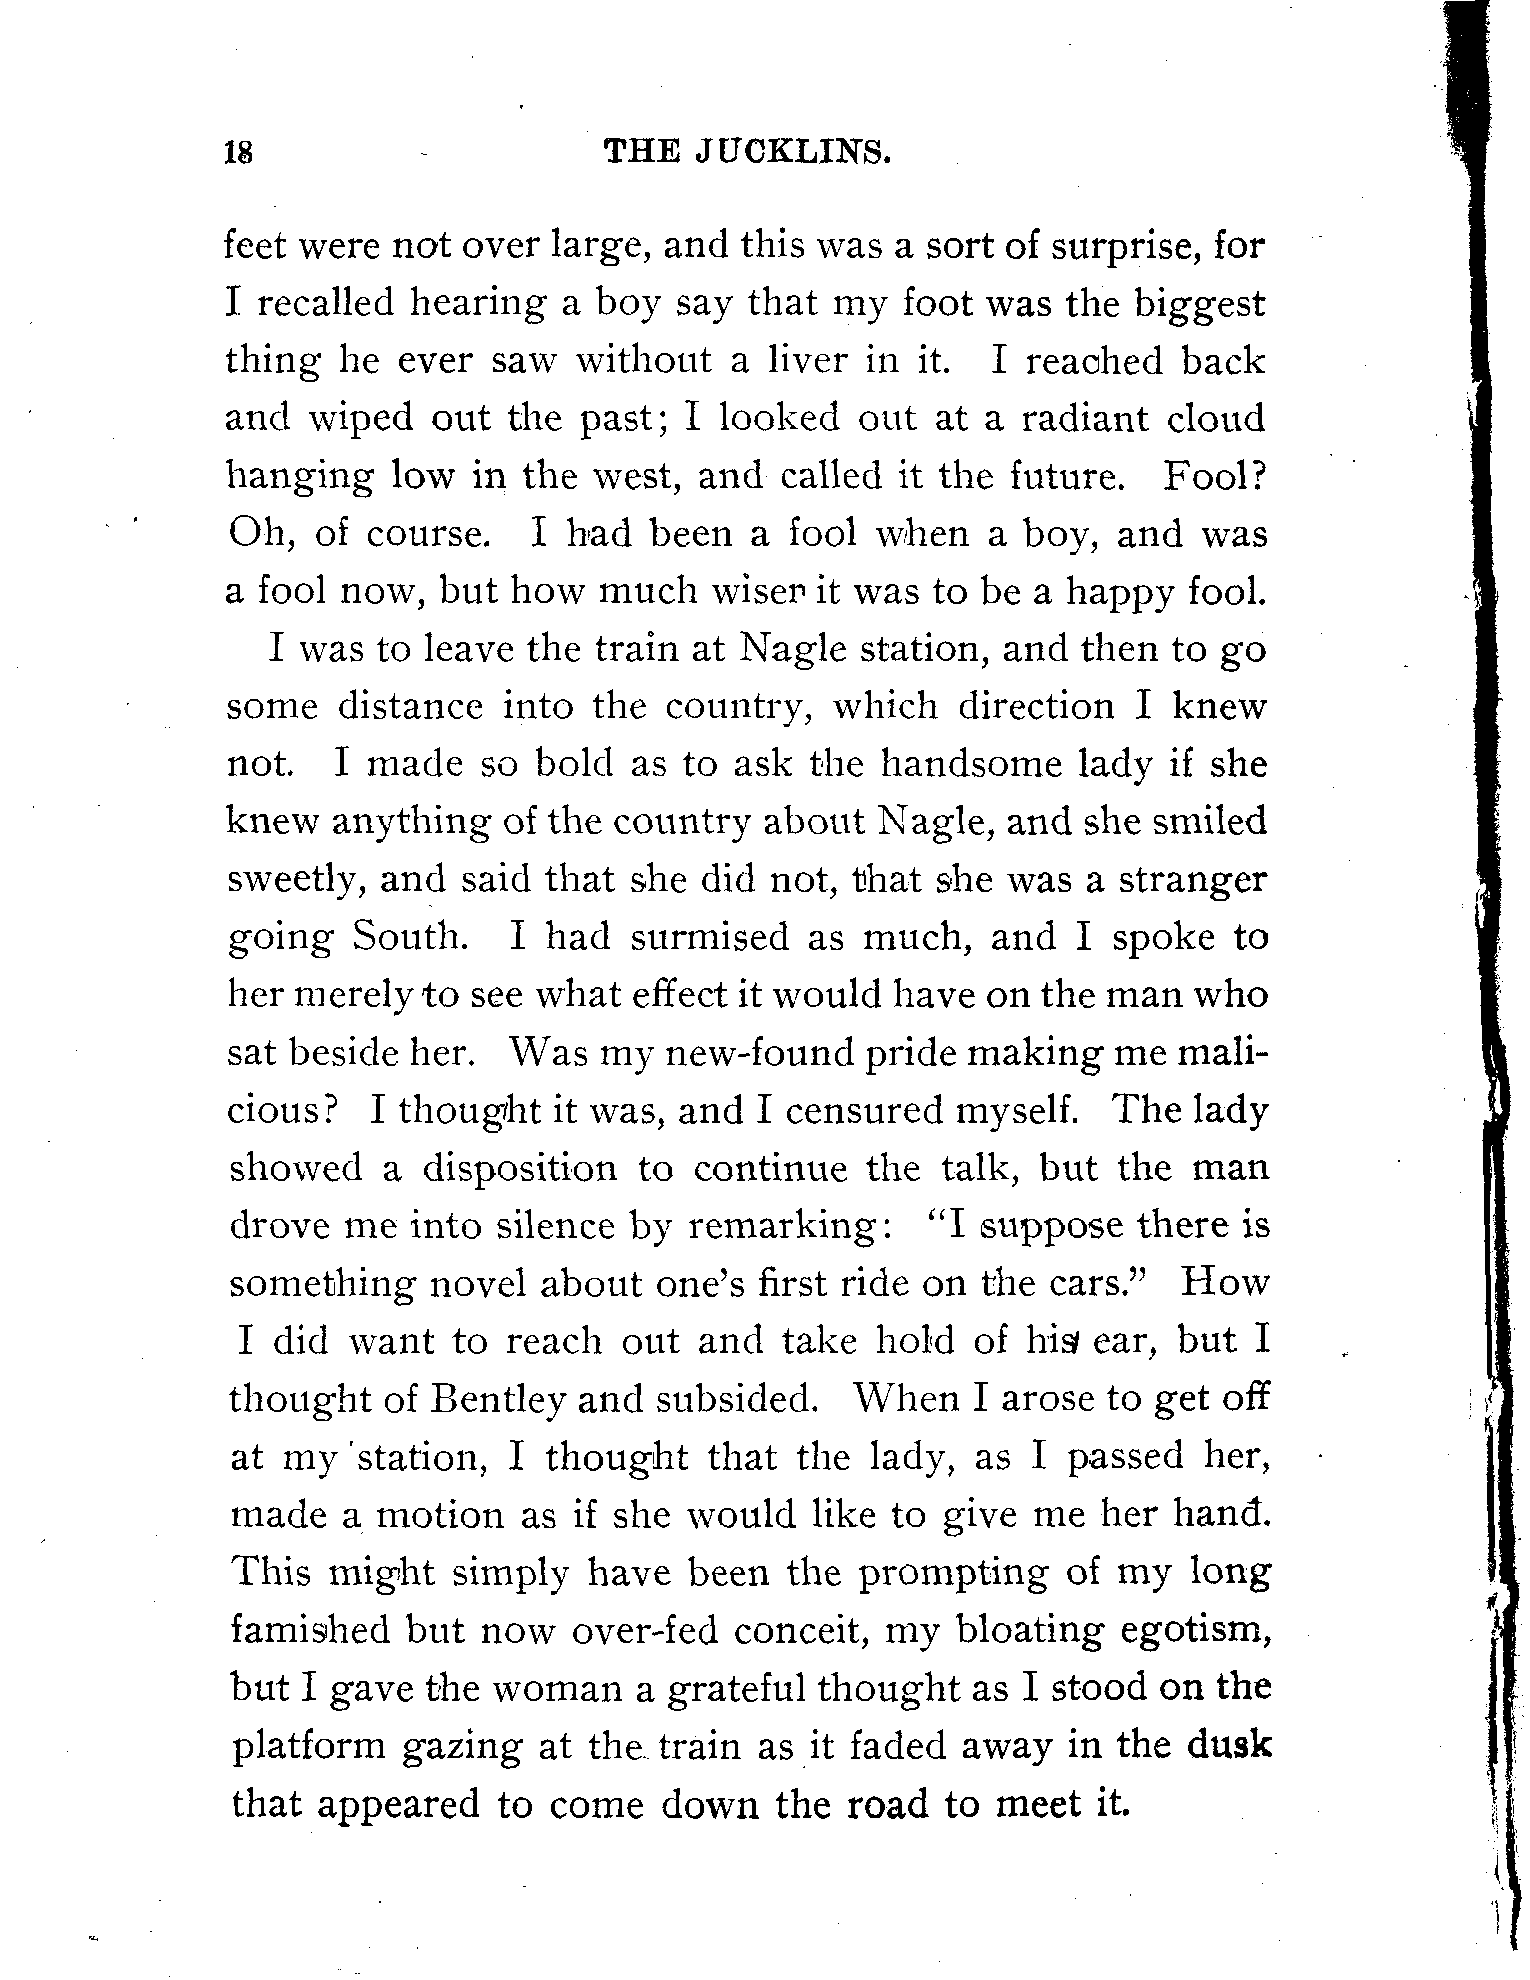 18 THE JUCKLINS.
feet were not over large, and this was a sort of surprise, for
I recalled hearing a boy say that my foot was the biggest
thing he ever saw without a liver in it. I reached back
and wiped out the past; I looked out at a radiant cloud
hanging low in the west, and called it the future. Fool?
Oh, of course. I had been a fool when a boy, and was
a fool now, but how much wiser it was to be a happy fool.
I was to leave the train at Nagle station, and then to go
some distance into the country, which direction I knew
not. I made so bold as to ask the handsome lady if she
knew anything of the country about Nagle, and she smiled
sweetly, and said that she did not, that she was a stranger
going South. I had surmised as much, and I spoke to
her merely to see what effect it would have on the man who
sat beside her. Was my new-found pride making me mali-
cious? I thought it was, and I censured myself. The lady
showed a disposition to continue the talk, but the man
drove me into silence by remarking: “I suppose there is
something novel about one’s first ride on the cars.” How
I did want to reach out and take hold of his ear, but I
thought of Bentley and subsided. When I arose to get off
at my station, I thought that the lady, as I passed her,
made a motion as if she would like to give me her hand.
This might simply have been the prompting of my long
famished but now over-fed conceit, my bloating egotism,
but I gave the woman a grateful thought as I stood on the
platform gazing at the train as it faded away in the dusk
that appeared to come down the road to meet it.